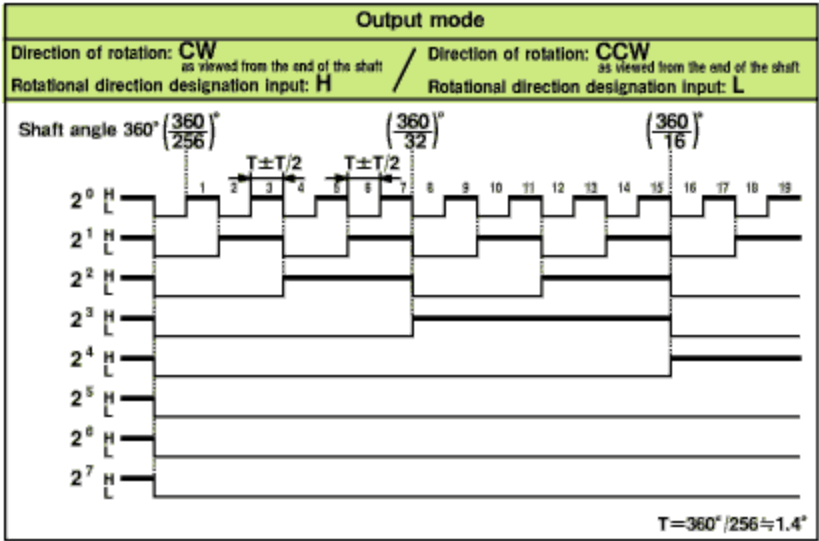 Output mode
Direction of rotation: CW
as viewed from the end of the shaft
Rotational direction designation input: H
/
Direction of rotation: CCW
as viewed from the end of the shaft
Rotational direction designation input: L
Shaft angle 360° (360/256)° (360/32)° (360/16)°
T±T/2 T±T/2
1 2 3 4 5 6 7 8 9 10 11 12 13 14 15 16 17 18 19
2⁰ H L
2¹ H L
2² H L
2³ H L
2⁴ H L
2⁵ H L
2⁶ H L
2⁷ H L
T=360°/256≒1.4°